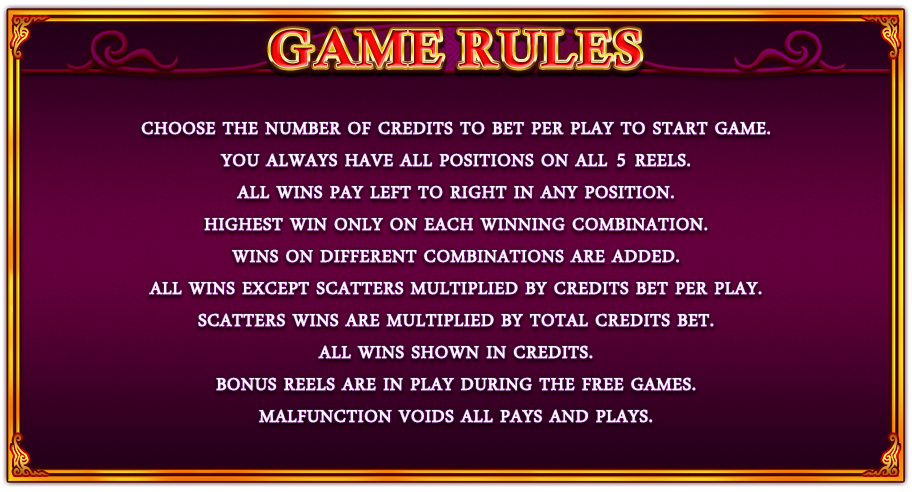 GAME RULES
CHOOSE THE NUMBER OF CREDITS TO BET PER PLAY TO START GAME.
YOU ALWAYS HAVE ALL POSITIONS ON ALL 5 REELS.
ALL WINS PAY LEFT TO RIGHT IN ANY POSITION.
HIGHEST WIN ONLY ON EACH WINNING COMBINATION.
WINS ON DIFFERENT COMBINATIONS ARE ADDED.
ALL WINS EXCEPT SCATTERS MULTIPLIED BY CREDITS BET PER PLAY.
SCATTERS WINS ARE MULTIPLIED BY TOTAL CREDITS BET.
ALL WINS SHOWN IN CREDITS.
BONUS REELS ARE IN PLAY DURING THE FREE GAMES.
MALFUNCTION VOIDS ALL PAYS AND PLAYS.